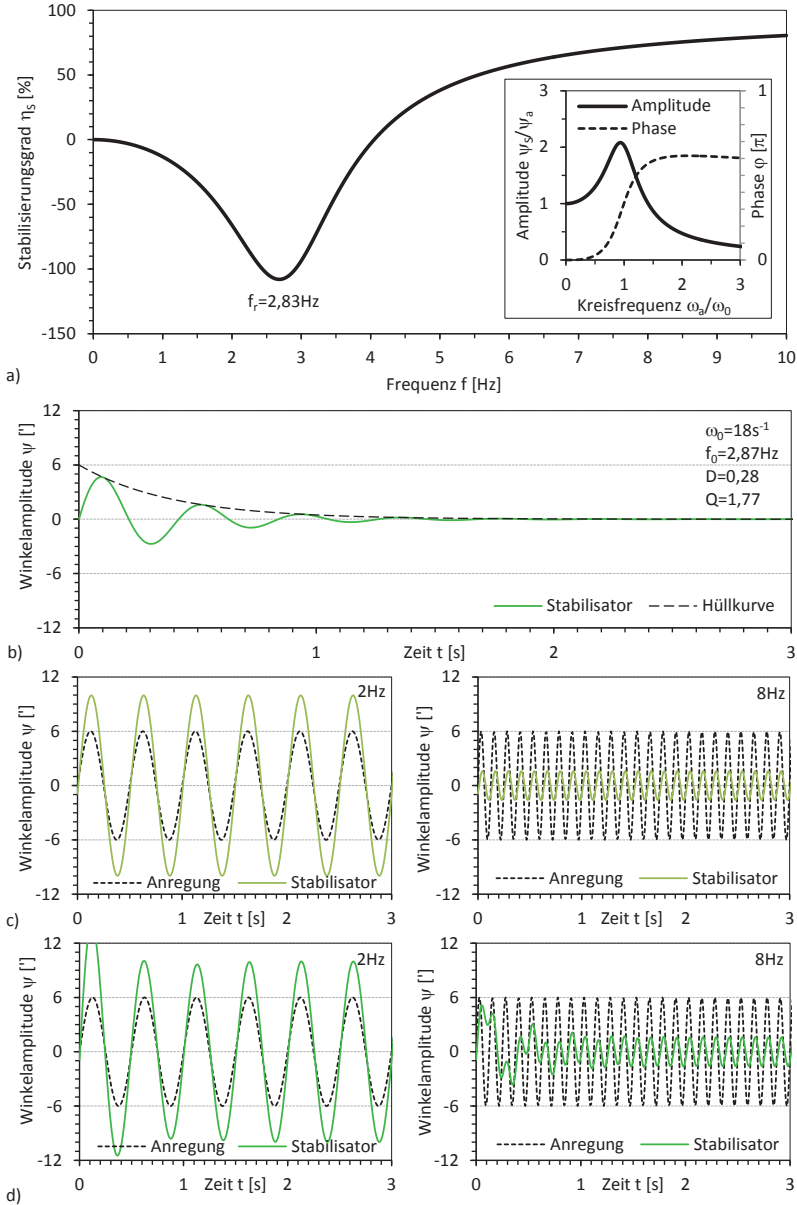 Stabilisierungsgrad ηS [%]
100
50
0
-50
-100
-150
fr=2,83Hz
0 1 2 3 4 5 6 7 8 9 10
Frequenz f [Hz]
Amplitude ψS/ψa
3
2
1
0
Amplitude
Phase
1
0
Phase φ [π]
0 1 2 3
Kreisfrequenz ωa/ω0
a)
Winkelamplitude ψ [']
12
6
0
-6
-12
ω0=18s-1
f0=2,87Hz
D=0,28
Q=1,77
Stabilisator
Hüllkurve
0 1 2 3
Zeit t [s]
b)
Winkelamplitude ψ [']
12
6
0
-6
-12
2Hz
Anregung
Stabilisator
0 1 2 3
Zeit t [s]
Winkelamplitude ψ [']
12
6
0
-6
-12
8Hz
Anregung
Stabilisator
0 1 2 3
Zeit t [s]
c)
Winkelamplitude ψ [']
12
6
0
-6
-12
2Hz
Anregung
Stabilisator
0 1 2 3
Zeit t [s]
Winkelamplitude ψ [']
12
6
0
-6
-12
8Hz
Anregung
Stabilisator
0 1 2 3
Zeit t [s]
d)